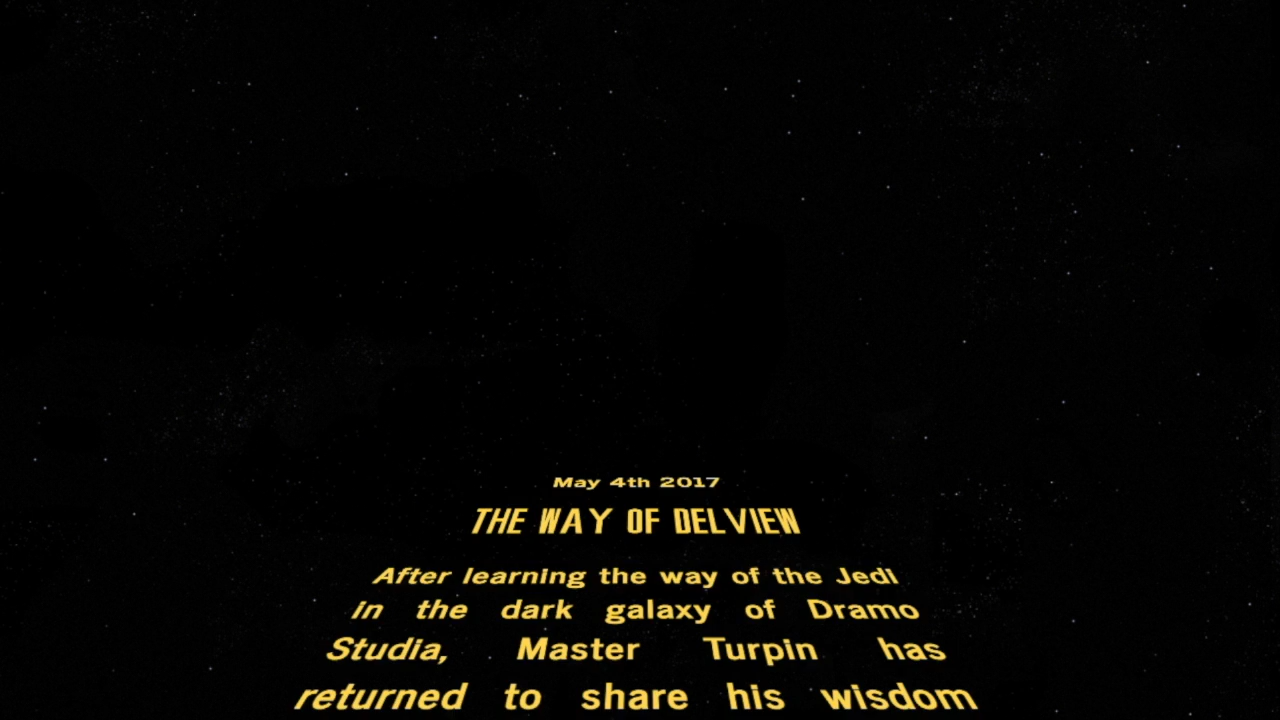 May 4th 2017
THE WAY OF DELVIEW
After learning the way of the Jedi
in the dark galaxy of Dramo
Studia, Master Turpin has
returned to share his wisdom